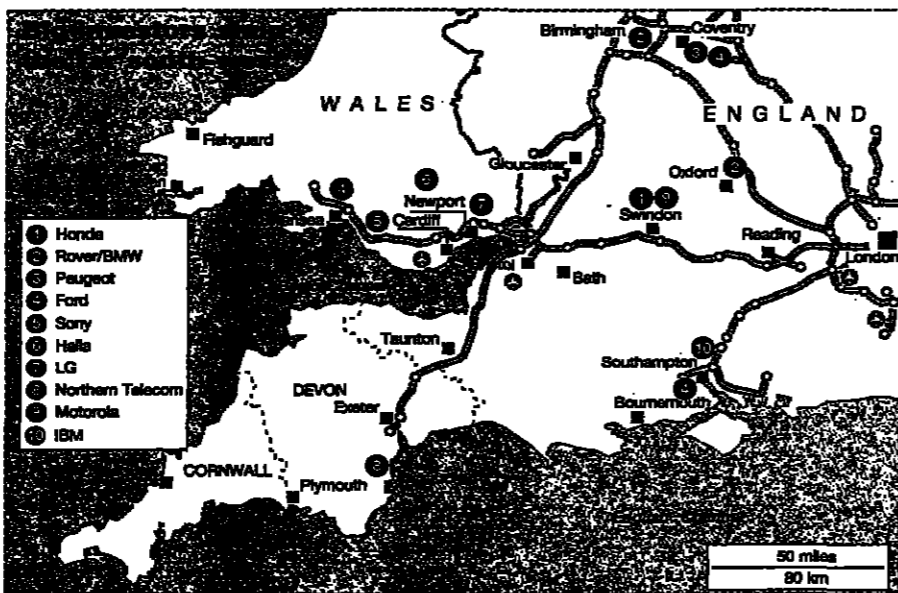 Birmingham
Coventry
WALES
ENGLAND
Fishguard
Gloucester
Oxford
Newport
Cardiff
Swindon
Reading
London
Bath
1 Honda
2 Rover/BMW
3 Peugeot
4 Ford
5 Sony
6 Halla
7 LG
8 Northern Telecom
9 Motorola
10 IBM
Taunton
Southampton
DEVON
Exeter
Bournemouth
CORNWALL
Plymouth
50 miles
80 km